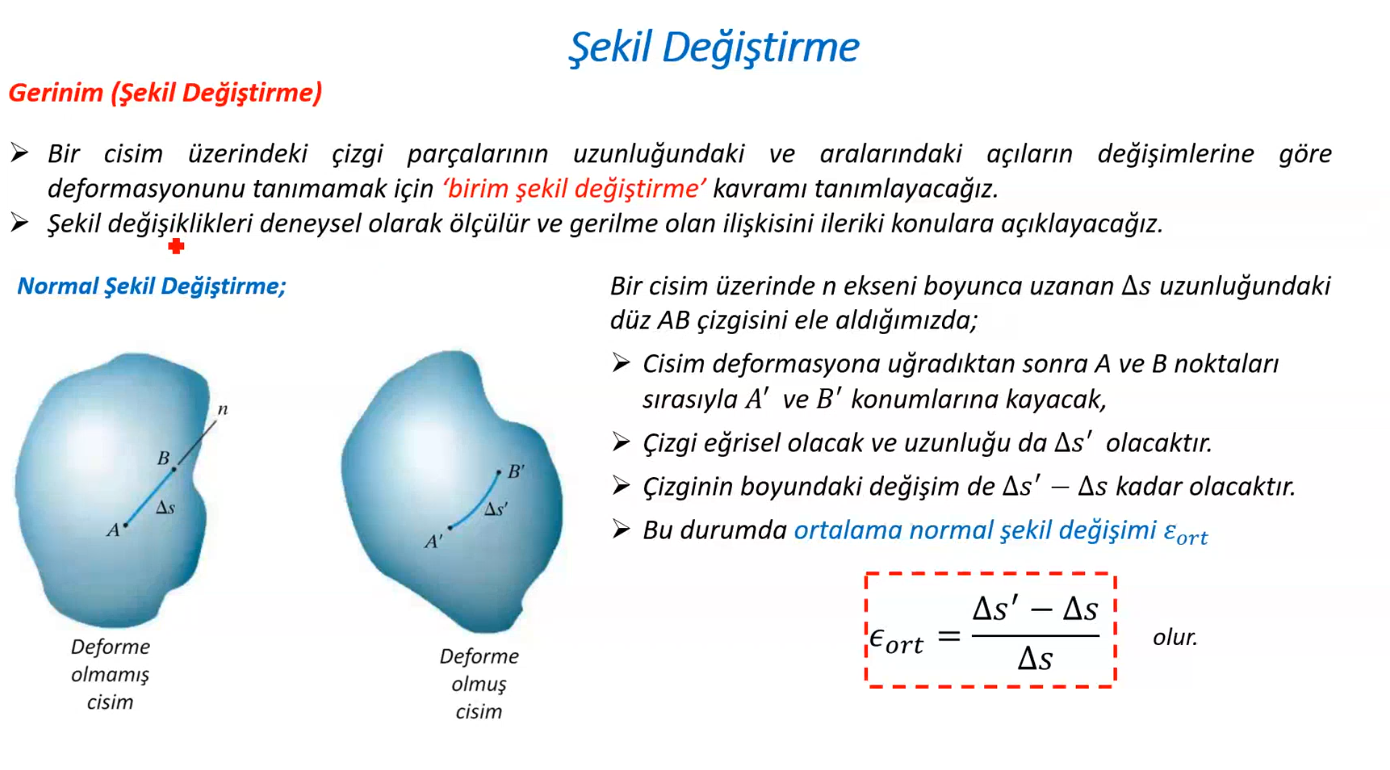 Şekil Değiştirme
Gerinim (Şekil Değiştirme)
➢ Bir cisim üzerindeki çizgi parçalarının uzunluğundaki ve aralarındaki açıların değişimlerine göre
deformasyonunu tanımamak için ‘birim şekil değiştirme’ kavramı tanımlayacağız.
➢ Şekil değişiklikleri deneysel olarak ölçülür ve gerilme olan ilişkisini ileriki konulara açıklayacağız.
Normal Şekil Değiştirme;
n
B
Δs
A
Deforme
olmamış
cisim
B'
Δs'
A'
Deforme
olmuş
cisim
Bir cisim üzerinde n ekseni boyunca uzanan Δs uzunluğundaki
düz AB çizgisini ele aldığımızda;
➢ Cisim deformasyona uğradıktan sonra A ve B noktaları
sırasıyla A′ ve B′ konumlarına kayacak,
➢ Çizgi eğrisel olacak ve uzunluğu da Δs′ olacaktır.
➢ Çizginin boyundaki değişim de Δs′ − Δs kadar olacaktır.
➢ Bu durumda ortalama normal şekil değişimi ε_ort
ϵ_ort = (Δs′ − Δs) / Δs olur.